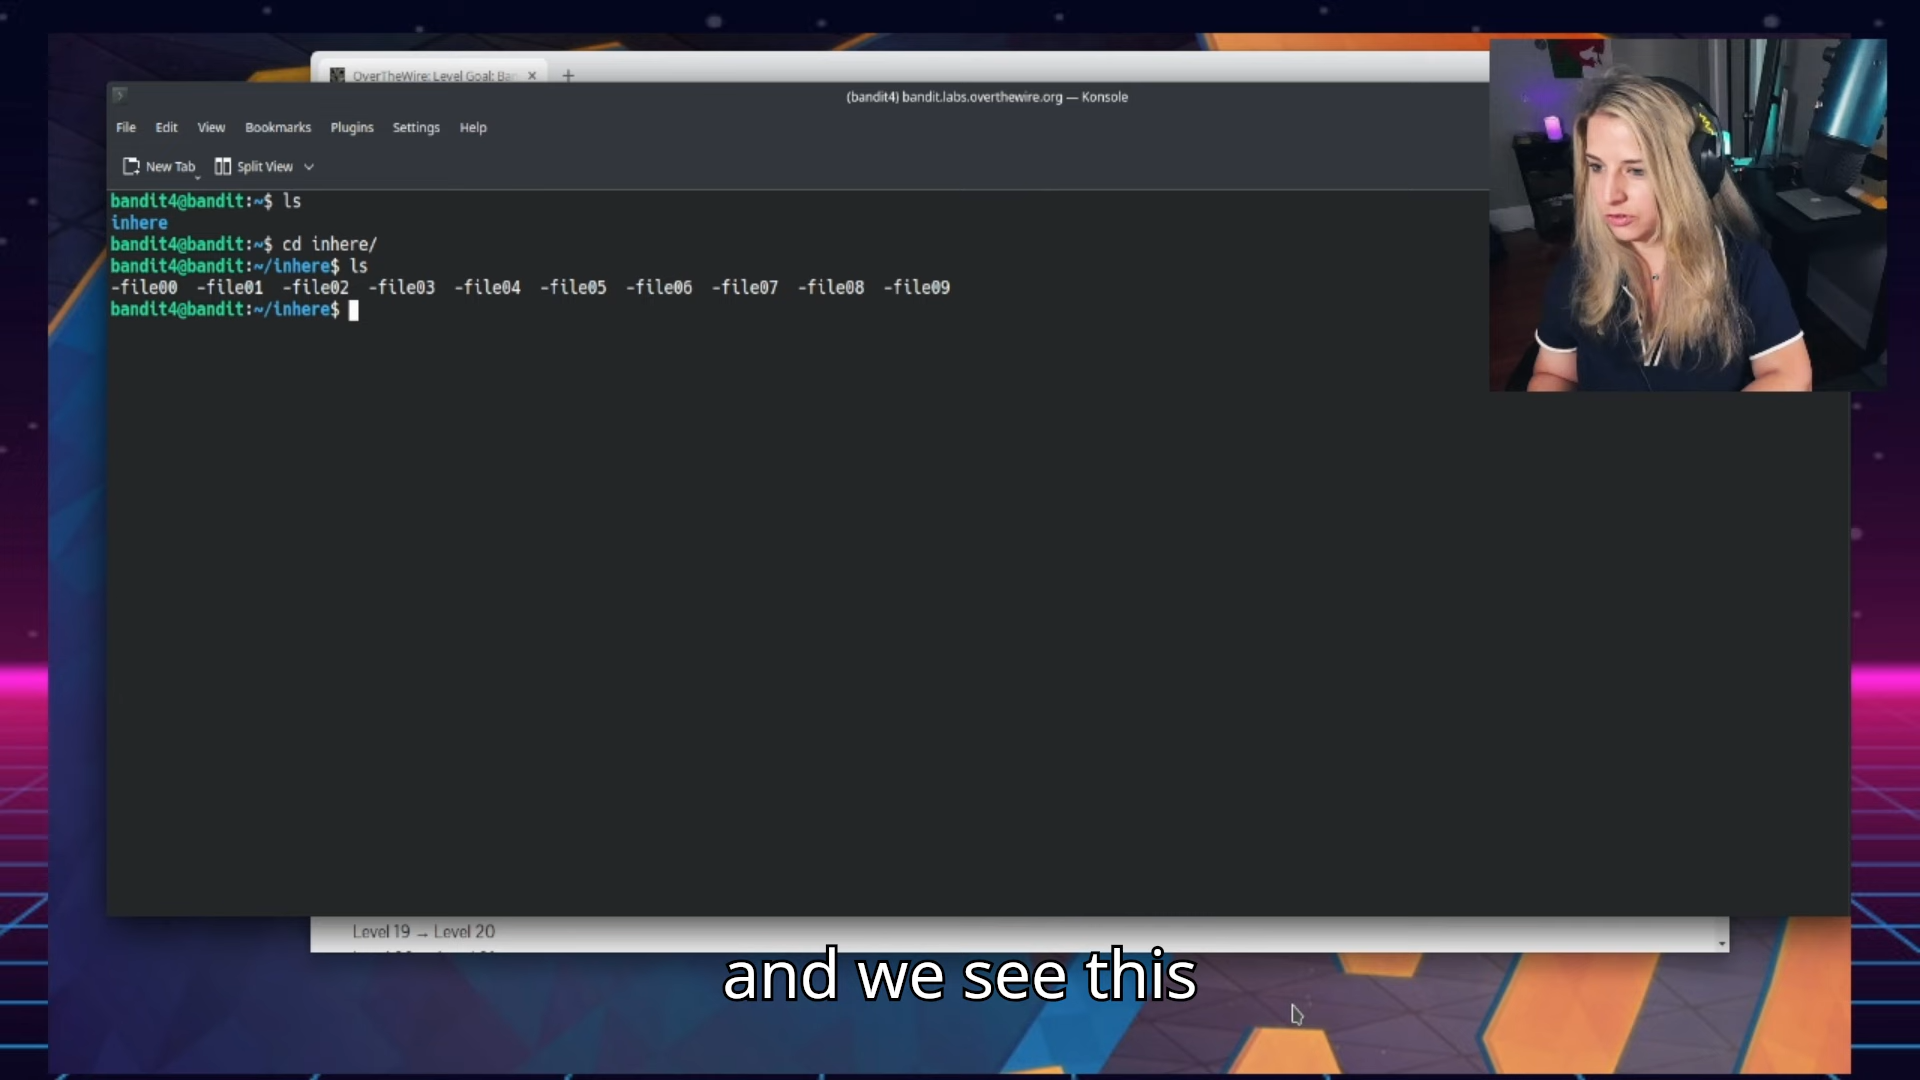 OverTheWire: Level Goal: Ba
(bandit4) bandit.labs.overthewire.org — Konsole
File Edit View Bookmarks Plugins Settings Help
New Tab Split View
bandit4@bandit:~$ ls
inhere
bandit4@bandit:~$ cd inhere/
bandit4@bandit:~/inhere$ ls
-file00 -file01 -file02 -file03 -file04 -file05 -file06 -file07 -file08 -file09
bandit4@bandit:~/inhere$
Level 19 → Level 20
and we see this